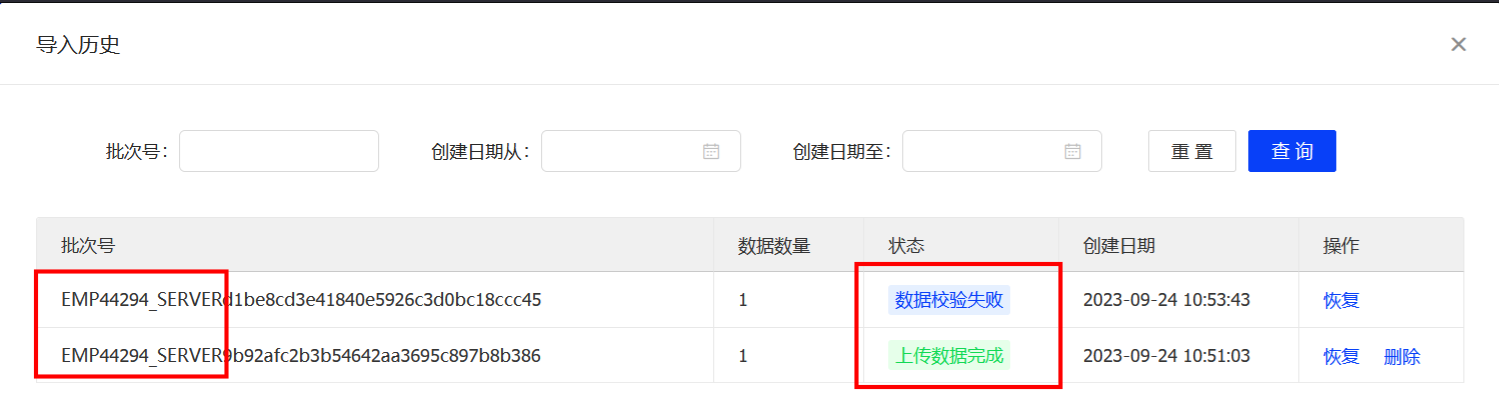 导入历史
批次号： 创建日期从： 创建日期至： 重 置 查 询
批次号 数据数量 状态 创建日期 操作
EMP44294_SERVERd1be8cd3e41840e5926c3d0bc18ccc45 1 数据校验失败 2023-09-24 10:53:43 恢复
EMP44294_SERVER9b92afc2b3b54642aa3695c897b8b386 1 上传数据完成 2023-09-24 10:51:03 恢复 删除